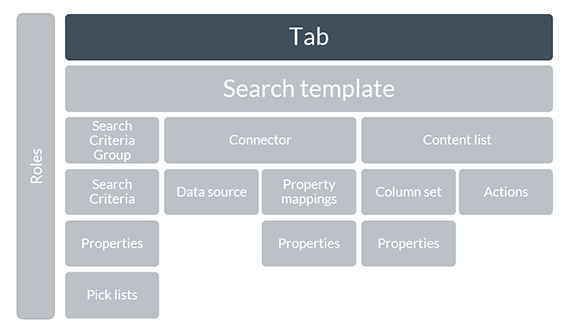 Roles
Tab
Search template
Search
Criteria
Group
Connector
Content list
Search
Criteria
Data source
Property
mappings
Column set
Actions
Properties
Properties
Properties
Pick lists